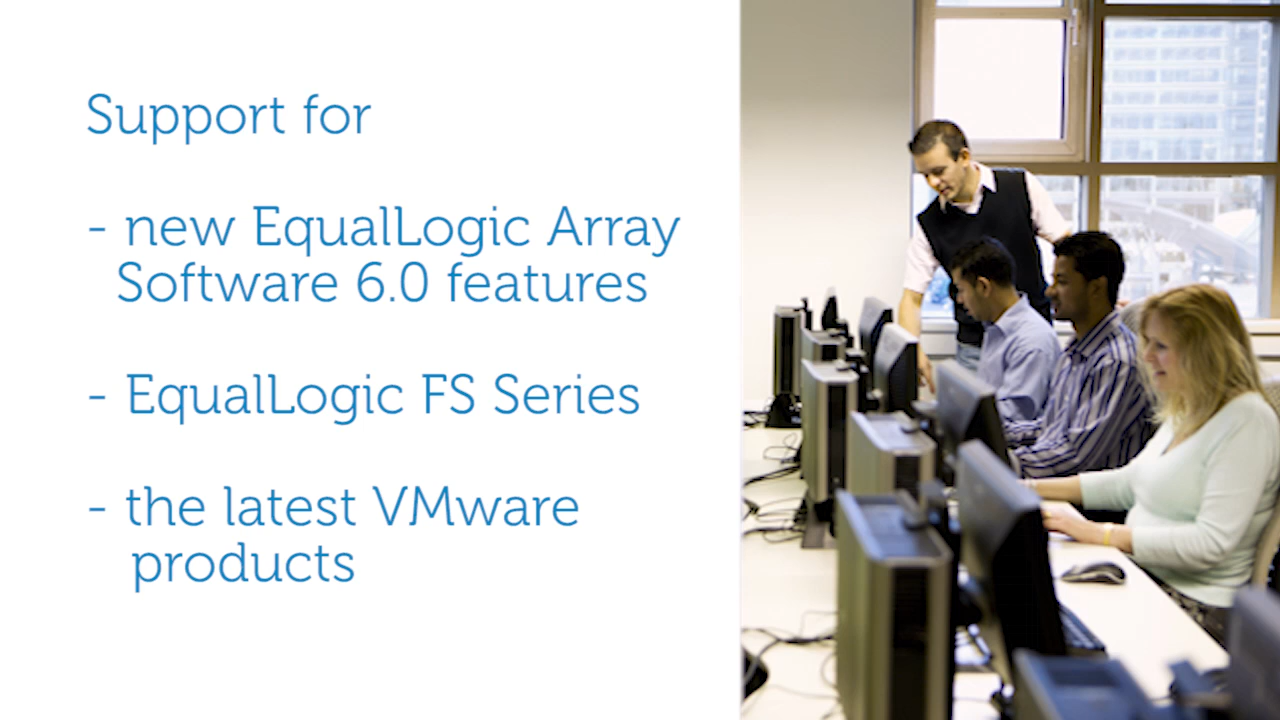 Support for
- new EqualLogic Array
Software 6.0 features
- EqualLogic FS Series
- the latest VMware
products